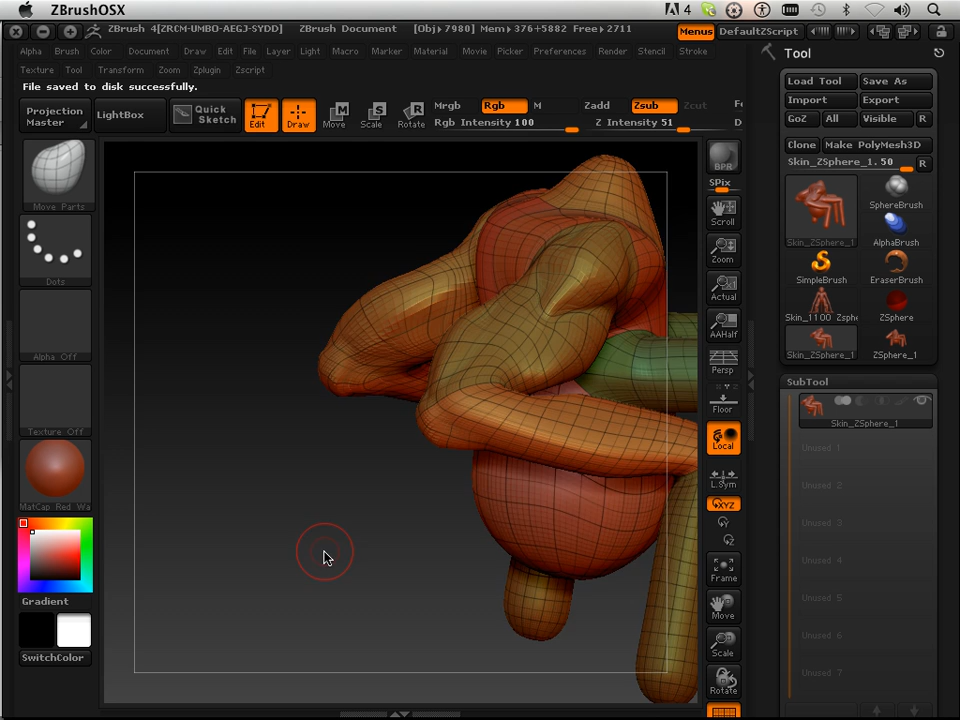 ZBrushOSX
4
ZBrush 4[ZRCM-UMBO-AEGJ-SYDD] ZBrush Document [Obj▸7980] Mem▸376+5882 Free▸2711 Menus DefaultZScript
Alpha Brush Color Document Draw Edit File Layer Light Macro Marker Material Movie Picker Preferences Render Stencil Stroke
Texture Tool Transform Zoom Zplugin Zscript
File saved to disk successfully.
Projection Master
LightBox
Quick Sketch
Edit Draw Move Scale Rotate
Mrgb Rgb M Zadd Zsub Zcut
Rgb Intensity 100 Z Intensity 51
Move Parts
Dots
Alpha Off
Texture Off
MatCap Red Wa
Gradient
SwitchColor
BPR
SPix
Scroll
Zoom
Actual
AAHalf
Persp
Floor
Local
L.Sym
XYZ
Y
Z
Frame
Move
Scale
Rotate
Tool
Load Tool Save As
Import Export
GoZ All Visible R
Clone Make PolyMesh3D
Skin_ZSphere_1. 50 R
Skin_ZSphere_1 SphereBrush
AlphaBrush
SimpleBrush EraserBrush
Skin_1100 Zsphe ZSphere
Skin_ZSphere_1 ZSphere_1
SubTool
Skin_ZSphere_1
Unused 1
Unused 2
Unused 3
Unused 4
Unused 5
Unused 6
Unused 7